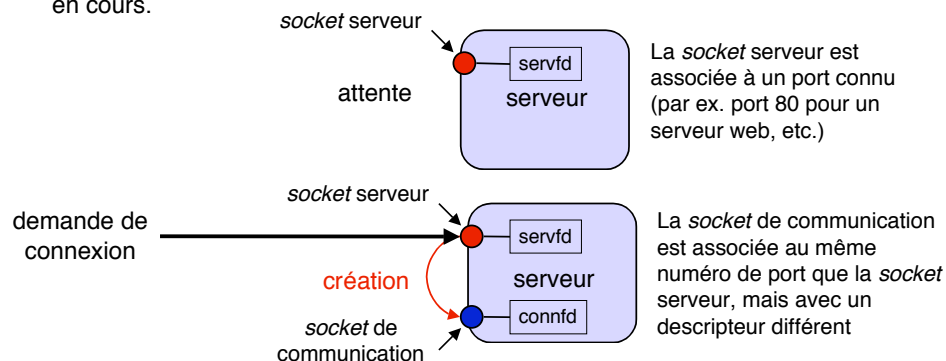 en cours.
socket serveur
servfd
attente
serveur
La socket serveur est
associée à un port connu
(par ex. port 80 pour un
serveur web, etc.)
socket serveur
demande de
connexion
servfd
création
serveur
connfd
socket de
communication
La socket de communication
est associée au même
numéro de port que la socket
serveur, mais avec un
descripteur différent